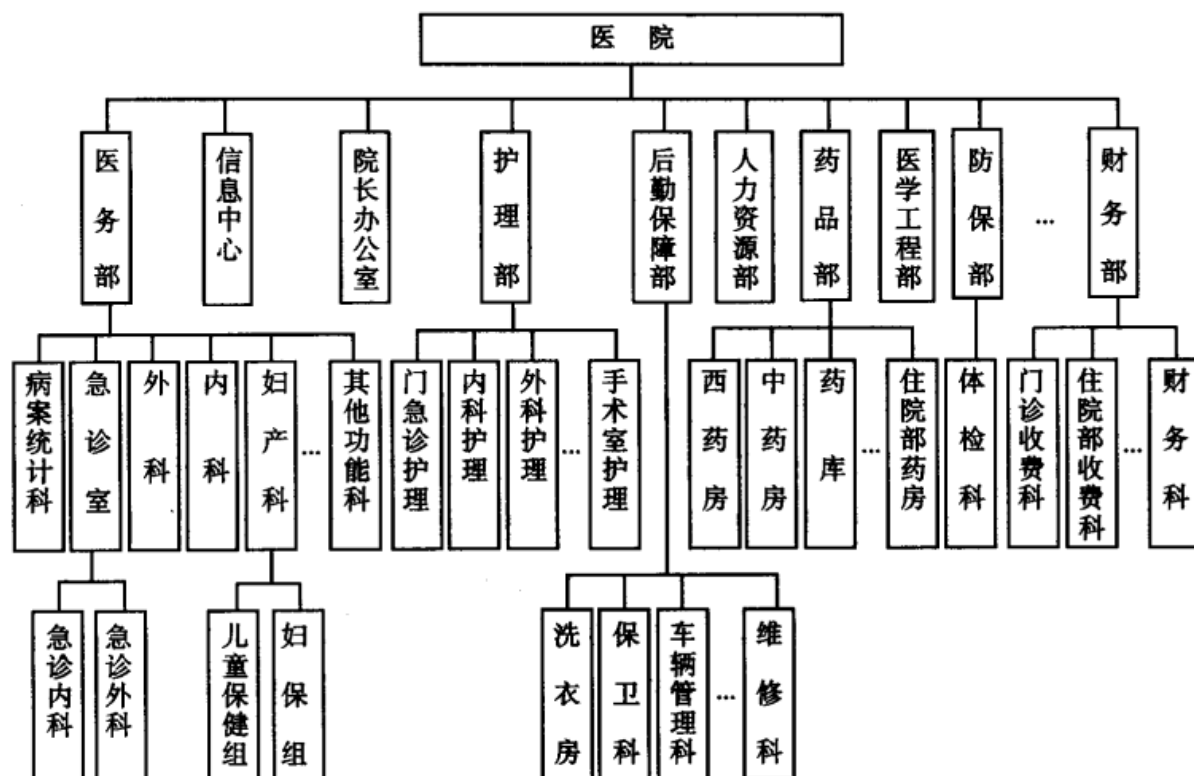 医 院
医务部
信息中心
院长办公室
护理部
后勤保障部
人力资源部
药品部
医学工程部
防保部
...
财务部
病案统计科
急诊室
外科
内科
妇产科
...
其他功能科
门急诊护理
内科护理
外科护理
...
手术室护理
西药房
中药房
药库
...
住院部药房
体检科
门诊收费科
住院部收费科
...
财务科
急诊内科
急诊外科
儿童保健组
妇保组
洗衣房
保卫科
车辆管理科
...
维修科